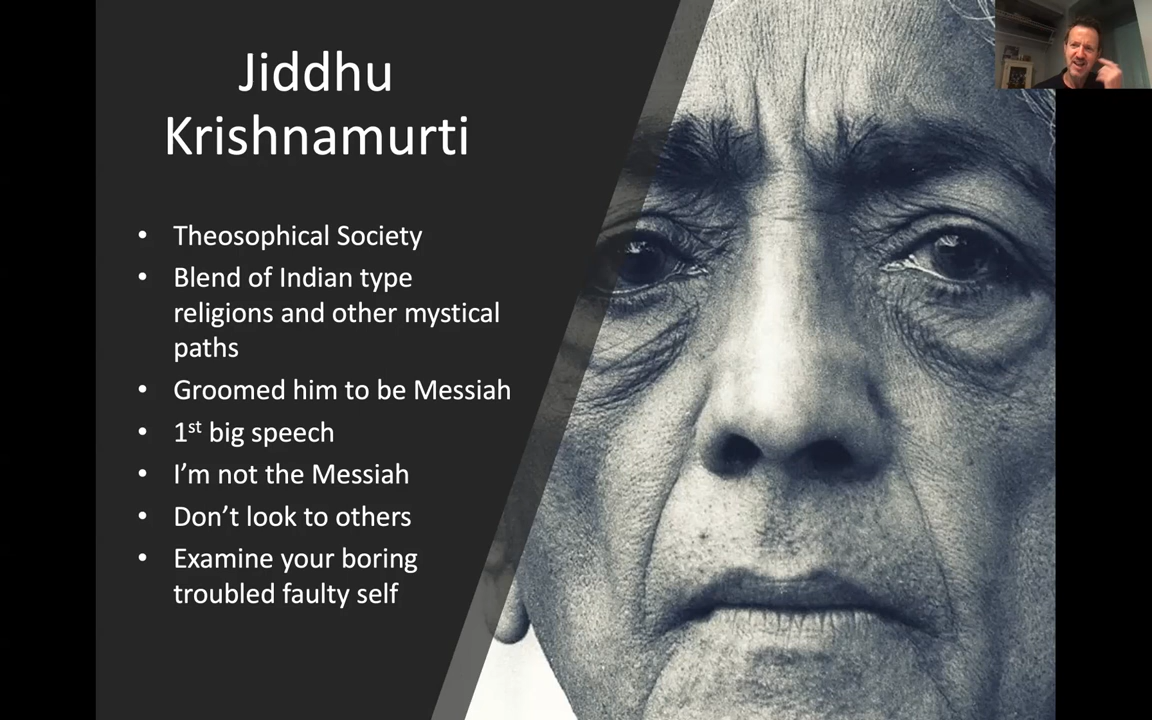 Jiddhu
Krishnamurti
• Theosophical Society
• Blend of Indian type
religions and other mystical
paths
• Groomed him to be Messiah
• 1st big speech
• I’m not the Messiah
• Don’t look to others
• Examine your boring
troubled faulty self